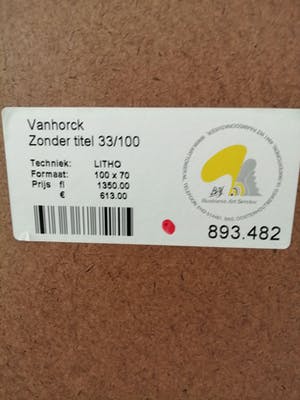 Vanhorck
Zonder titel 33/100
Techniek: LITHO
Formaat: 100 x 70
Prijs fl 1350.00
€ 613.00
Business Art Service
893.482